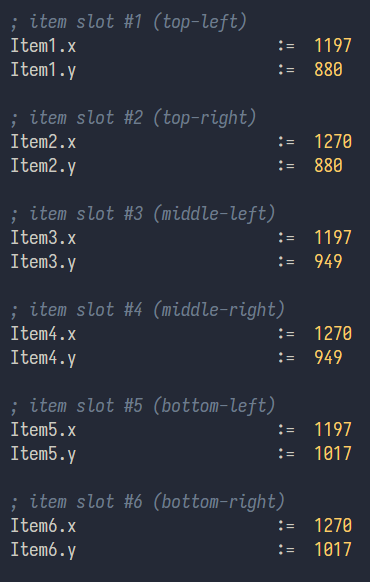 ; item slot #1 (top-left)
Item1.x := 1197
Item1.y := 880
; item slot #2 (top-right)
Item2.x := 1270
Item2.y := 880
; item slot #3 (middle-left)
Item3.x := 1197
Item3.y := 949
; item slot #4 (middle-right)
Item4.x := 1270
Item4.y := 949
; item slot #5 (bottom-left)
Item5.x := 1197
Item5.y := 1017
; item slot #6 (bottom-right)
Item6.x := 1270
Item6.y := 1017